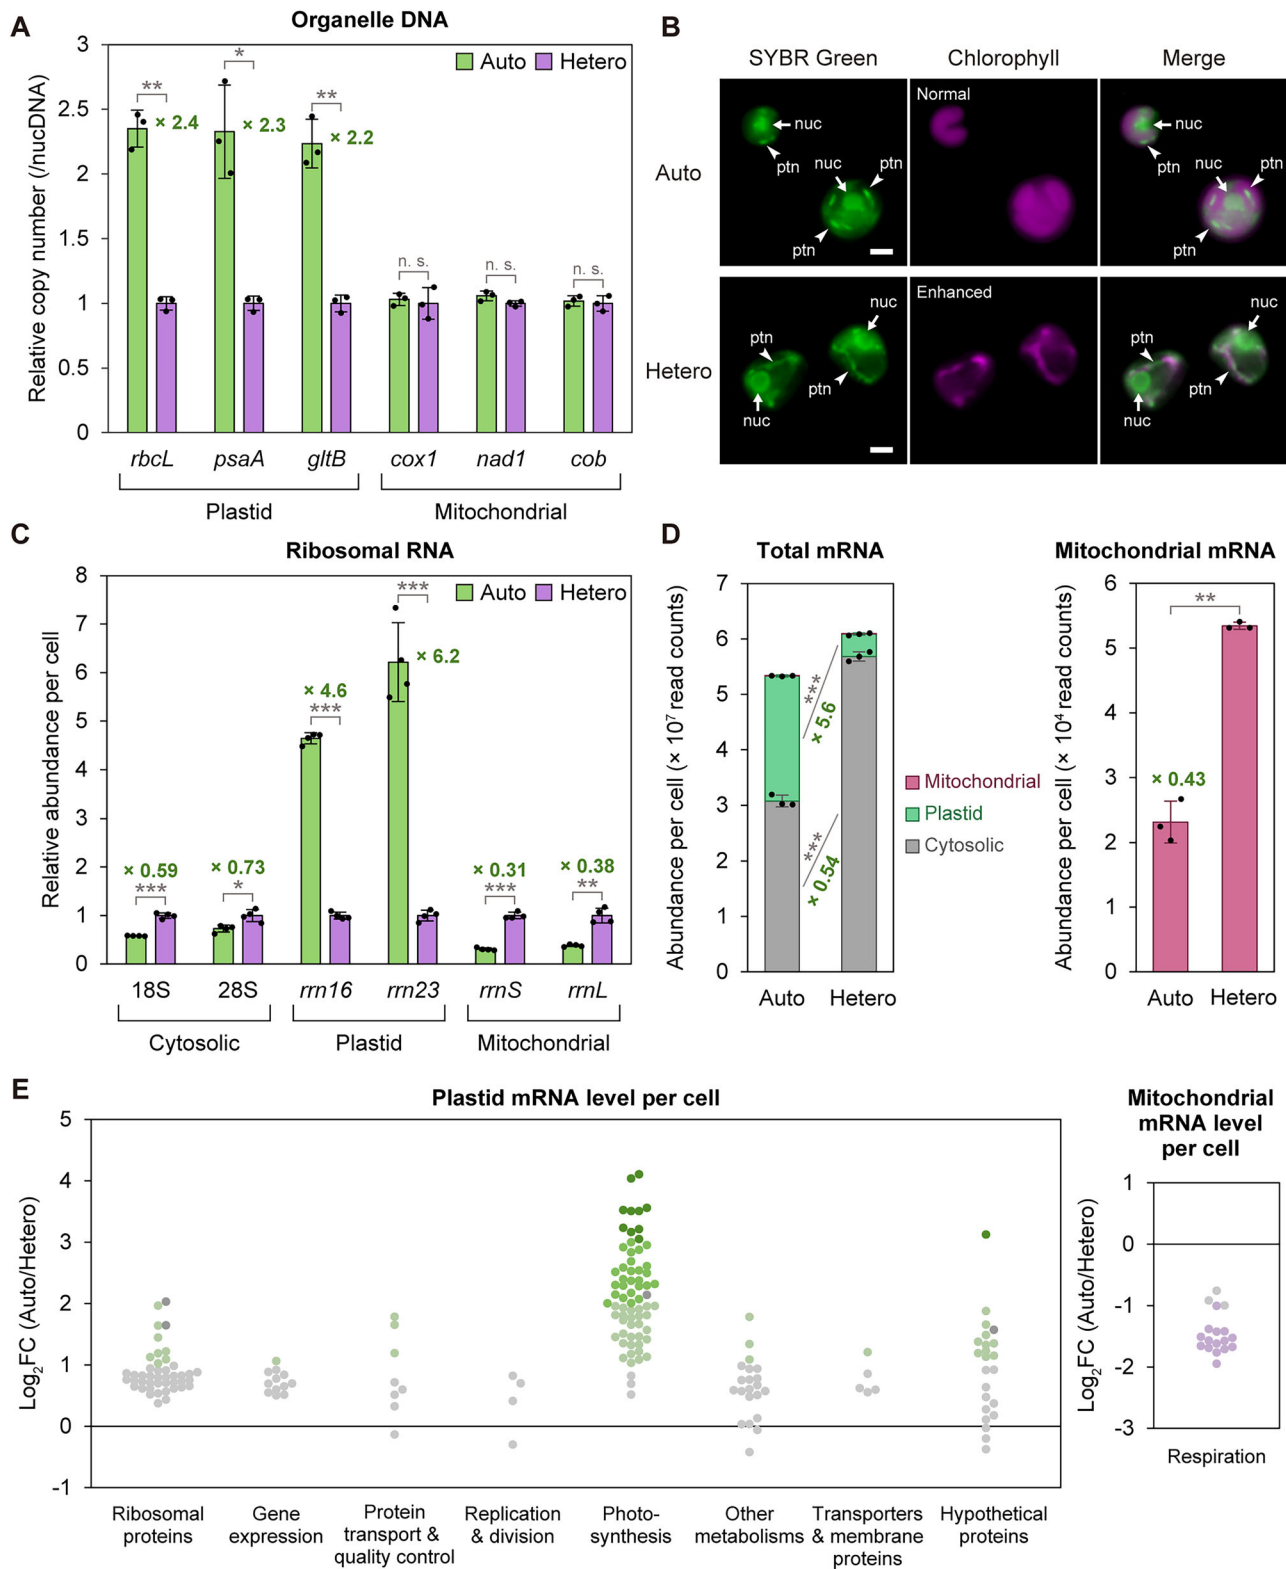 A
Organelle DNA
Relative copy number (/nucDNA)
3
2.5
2
1.5
1
0.5
0
Auto Hetero
**
× 2.4
*
× 2.3
**
× 2.2
n. s.
n. s.
n. s.
rbcL psaA gltB cox1 nad1 cob
Plastid Mitochondrial
B
SYBR Green Chlorophyll Merge
Auto
nuc
ptn
nuc
ptn
ptn
Normal
nuc
ptn
nuc
ptn
ptn
Hetero
nuc
ptn
ptn
nuc
Enhanced
nuc
ptn
ptn
nuc
C
Ribosomal RNA
Relative abundance per cell
8
7
6
5
4
3
2
1
0
Auto Hetero
× 0.59
***
× 0.73
*
× 4.6
***
***
× 6.2
× 0.31
***
× 0.38
**
18S 28S rrn16 rrn23 rrnS rrnL
Cytosolic Plastid Mitochondrial
D
Total mRNA
Abundance per cell (× 10⁷ read counts)
7
6
5
4
3
2
1
0
***
× 5.6
***
× 0.54
Auto Hetero
Mitochondrial
Plastid
Cytosolic
Mitochondrial mRNA
Abundance per cell (× 10⁴ read counts)
6
5
4
3
2
1
0
**
× 0.43
Auto Hetero
E
Plastid mRNA level per cell
Log₂FC (Auto/Hetero)
5
4
3
2
1
0
-1
Ribosomal
proteins
Gene
expression
Protein
transport &
quality control
Replication
& division
Photo-
synthesis
Other
metabolisms
Transporters
& membrane
proteins
Hypothetical
proteins
Mitochondrial
mRNA level
per cell
Log₂FC (Auto/Hetero)
1
0
-1
-2
-3
Respiration